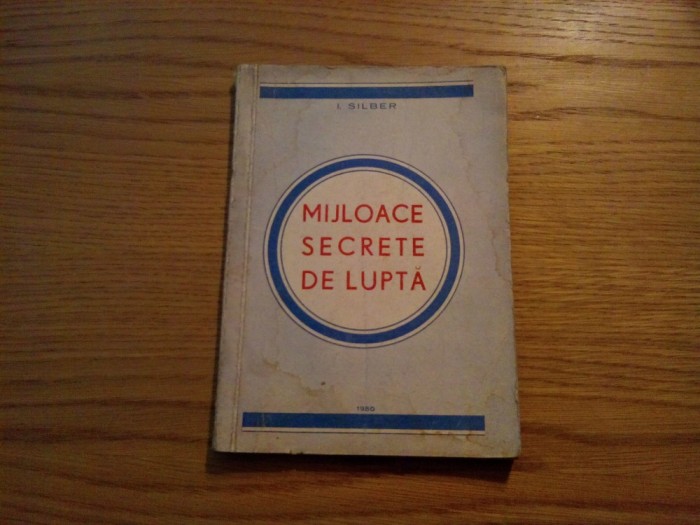 I. SILBER
MIJLOACE
SECRETE
DE LUPTĂ
1980